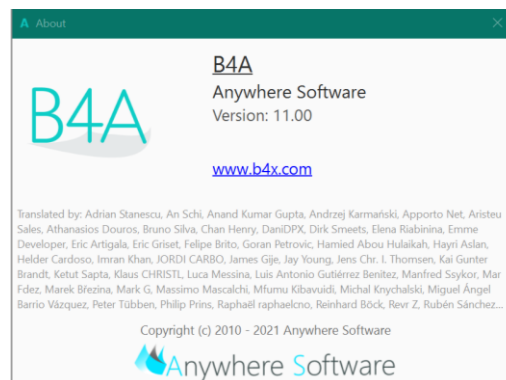 A About
B4A
B4A
Anywhere Software
Version: 11.00
www.b4x.com
Translated by: Adrian Stanescu, An Schi, Anand Kumar Gupta, Andrzej Karmański, Apporto Net, Aristeu
Sales, Athanasios Douros, Bruno Silva, Chan Henry, DaniDPX, Dirk Smeets, Elena Riabinina, Emme
Developer, Eric Artigala, Eric Griset, Felipe Brito, Goran Petrovic, Hamied Abou Hulaikah, Hayri Aslan,
Helder Cardoso, Imran Khan, JORDI CARBO, James Gije, Jay Young, Jens Chr. I. Thomsen, Kai Gunter
Brandt, Ketut Sapta, Klaus CHRISTL, Luca Messina, Luis Antonio Gutiérrez Benítez, Manfred Ssykor, Mar
Fdez, Marek Březina, Mark G, Massimo Mascalchi, Mfumu Kibavuidi, Michal Knychalski, Miguel Ángel
Barrio Vázquez, Peter Tübben, Philip Prins, Raphaël raphaelcno, Reinhard Böck, Revr Z, Rubén Sánchez...
Copyright (c) 2010 - 2021 Anywhere Software
Anywhere Software